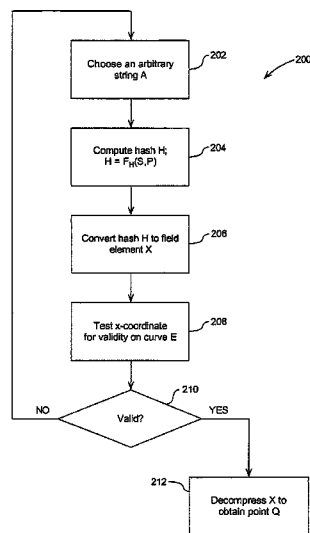 202
Choose an arbitrary
string A
200
204
Compute hash H;
H = F_H(S,P)
206
Convert hash H to field
element X
208
Test x-coordinate
for validity on curve E
210
NO
Valid?
YES
212
Decompress X to
obtain point Q